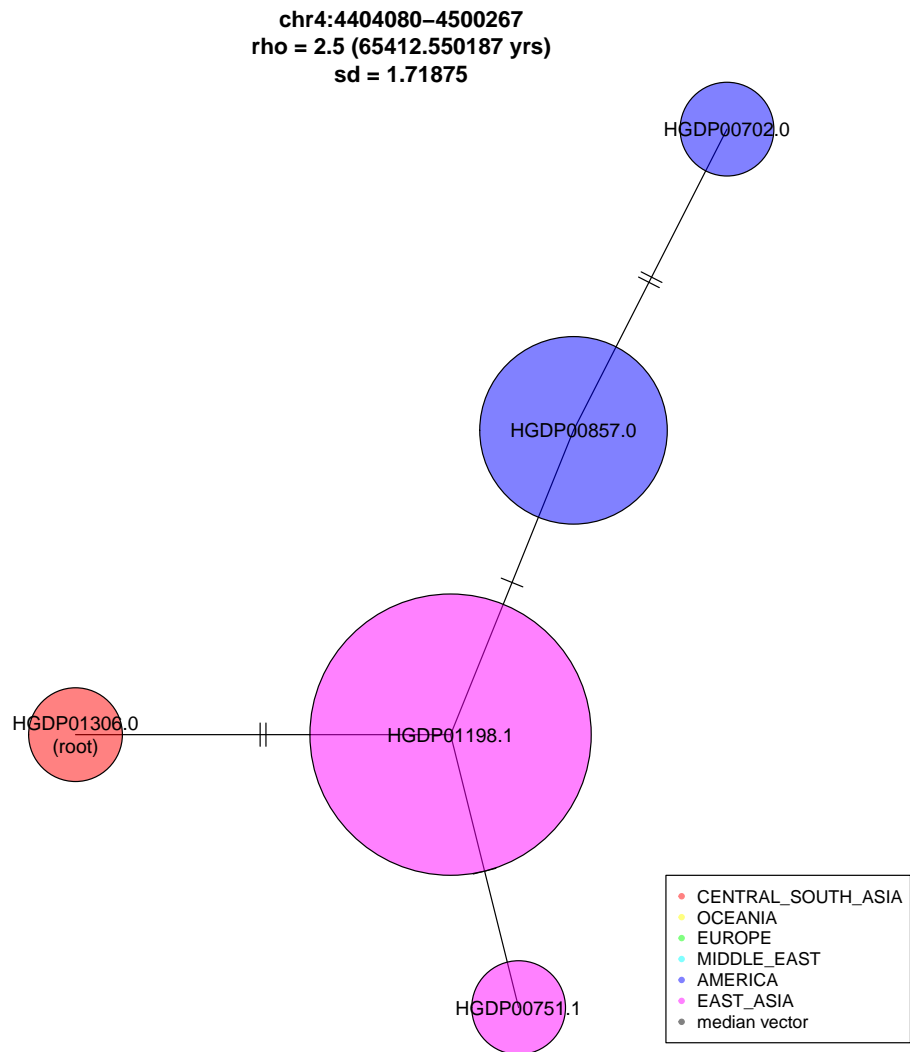 chr4:4404080−4500267
rho = 2.5 (65412.550187 yrs)
sd = 1.71875
HGDP00702.0
HGDP00857.0
HGDP01198.1
HGDP01306.0
(root)
HGDP00751.1
CENTRAL_SOUTH_ASIA
OCEANIA
EUROPE
MIDDLE_EAST
AMERICA
EAST_ASIA
median vector